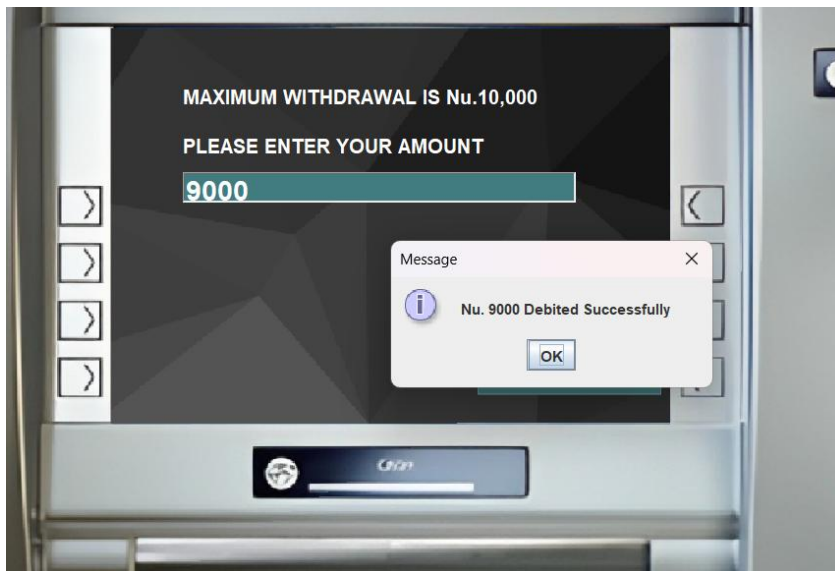 MAXIMUM WITHDRAWAL IS Nu.10,000
PLEASE ENTER YOUR AMOUNT
9000
Message
Nu. 9000 Debited Successfully
OK